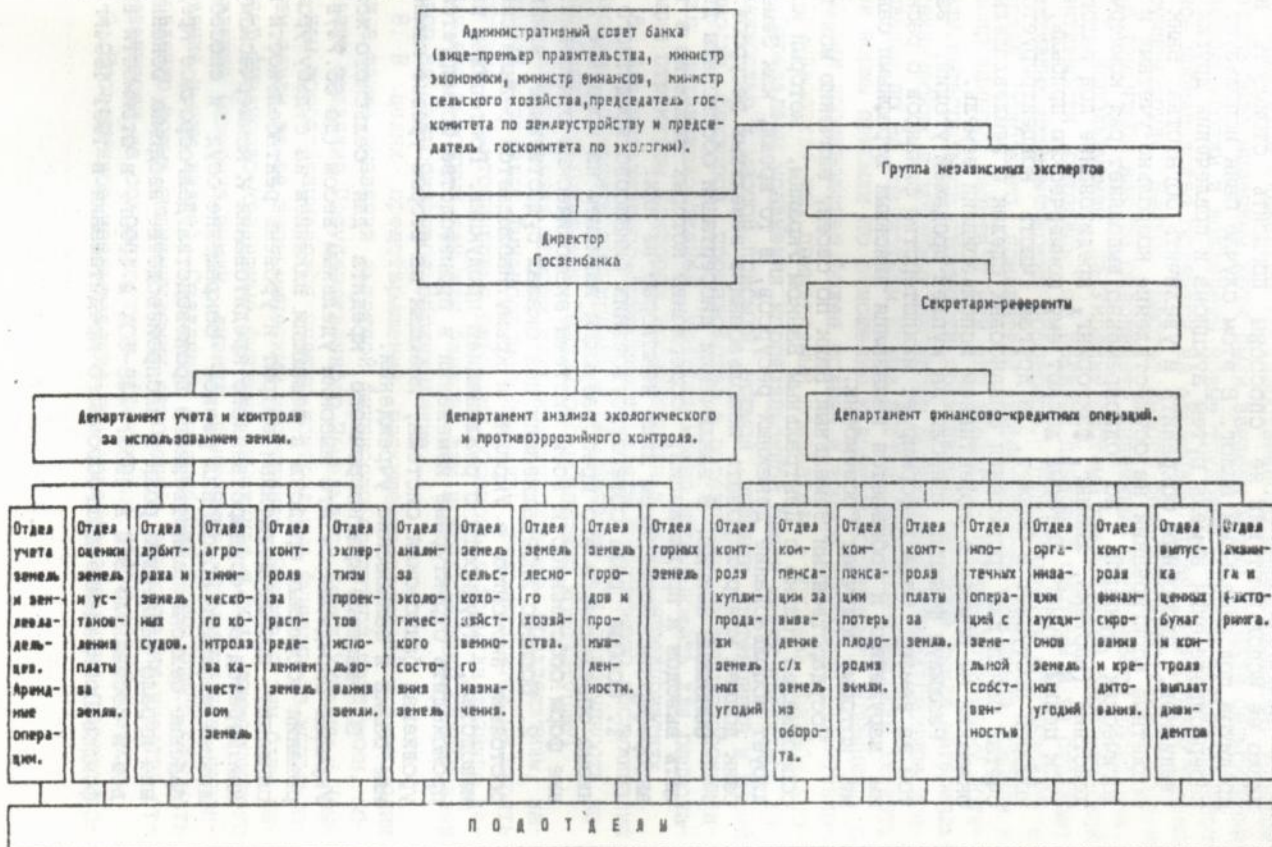 Административный совет банка
(вице-премьер правительства, министр
экономики, министр финансов, министр
сельского хозяйства,председатель гос-
комитета по землеустройству и предсе-
датель госкомитета по экологии).
Группа независимых экспертов
Директор
Госзембанка
Секретари-референты
Департамент учета и контроля
за использованием земли.
Департамент анализа экологического
и противоэррозийного контроля.
Департамент финансово-кредитных операций.
Отдел
учета
земель
и зем-
левла-
дель-
цев.
Аренд-
ные
опера-
ции.
Отдел
оценки
земель
и ус-
танов-
ления
платы
за
земли.
Отдел
арбит-
ража и
земель-
ных
судов.
Отдел
агро-
хими-
ческо-
го ко-
нтроля
за ка-
чест-
вом
земель
Отдел
конт-
роля
за
расп-
реде-
лением
земель
Отдел
экпер-
тизы
проек-
тов
испо-
льзо-
вания
земли.
Отдел
анали-
за
эколо-
гичес-
кого
состо-
яния
земель
Отдел
земель
сельс-
кохо-
зяйст-
венно-
го
назна-
чения.
Отдел
земель
лесно-
го
хозяй-
ства.
Отдел
земель
горо-
дов и
про-
мыш-
лен-
ности.
Отдел
горных
земель
Отдел
конт-
роля
купли-
прода-
жи
земель
ных
угодий
Отдел
ком-
пенса-
ции за
выве-
дение
с/х
земель
из
оборо-
та.
Отдел
ком-
пенса-
ции
потерь
плодо-
родия
земли.
Отдел
конт-
роля
платы
за
землю.
Отдел
ипо-
течных
опера-
ций с
земе-
льной
собст-
вен-
ностью
Отдел
орга-
низа-
ции
аукци-
онов
земель
ных
угодий
Отдел
конт-
роля
финан-
сиро-
вания
и кре-
дито-
вания.
Отдел
выпус-
ка
ценных
бумаг
и кон-
троля
выплат
диви-
дентов
Отдел
лизин-
га и
факто-
ринга.
П О Д О Т Д Е Л Ы